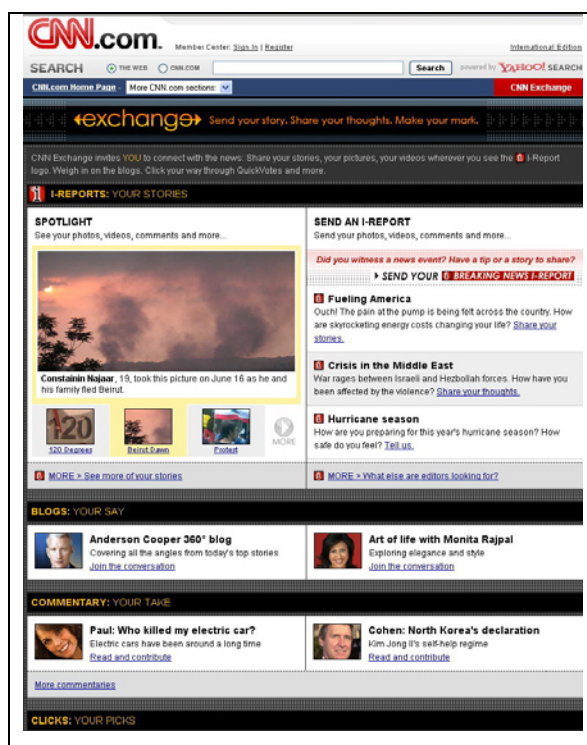 CNN.com. Member Center: Sign In | Register
International Edition
SEARCH THE WEB CNN.COM Search powered by YAHOO! SEARCH
CNN.com Home Page - More CNN.com sections: CNN Exchange
exchange Send your story. Share your thoughts. Make your mark.
CNN Exchange invites YOU to connect with the news: Share your stories, your pictures, your videos wherever you see the I-Report
logo. Weigh in on the blogs. Click your way through QuickVotes and
more.
I-REPORTS: YOUR STORIES
SPOTLIGHT
See your photos, videos, comments and more...
Constainin Najaar, 19, took this picture on June 16 as he and
his family fled Beirut.
120
120 Degrees
Beirut Dawn
Protest
MORE
MORE > See more of your stories
SEND AN I-REPORT
Send your photos, videos, comments and more...
Did you witness a news event? Have a tip or a story to share?
SEND YOUR BREAKING NEWS I-REPORT
Fueling America
Ouch! The pain at the pump is being felt across the country. How
are skyrocketing energy costs changing your life? Share your
stories.
Crisis in the Middle East
War rages between Israeli and Hezbollah forces. How have you
been affected by the violence? Share your thoughts.
Hurricane season
How are you preparing for this year's hurricane season? How
safe do you feel? Tell us.
MORE > What else are editors looking for?
BLOGS: YOUR SAY
Anderson Cooper 360° blog
Covering all the angles from today's top stories
Join the conversation
Art of life with Monita Rajpal
Exploring elegance and style
Join the conversation
COMMENTARY: YOUR TAKE
Paul: Who killed my electric car?
Electric cars have been around a long time
Read and contribute
Cohen: North Korea's declaration
Kim Jong Il's self-help regime
Read and contribute
More commentaries
CLICKS: YOUR PICKS